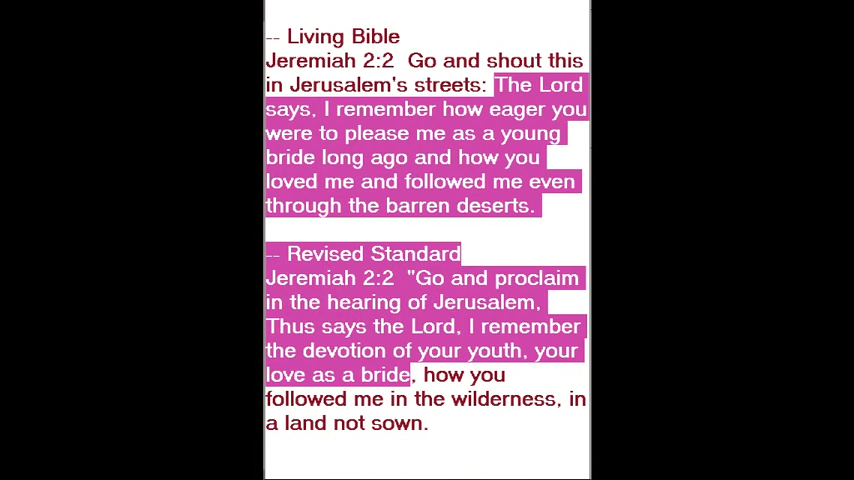 -- Living Bible
Jeremiah 2:2  Go and shout this
in Jerusalem's streets: The Lord
says, I remember how eager you
were to please me as a young
bride long ago and how you
loved me and followed me even
through the barren deserts.
-- Revised Standard
Jeremiah 2:2  "Go and proclaim
in the hearing of Jerusalem,
Thus says the Lord, I remember
the devotion of your youth, your
love as a bride, how you
followed me in the wilderness, in
a land not sown.